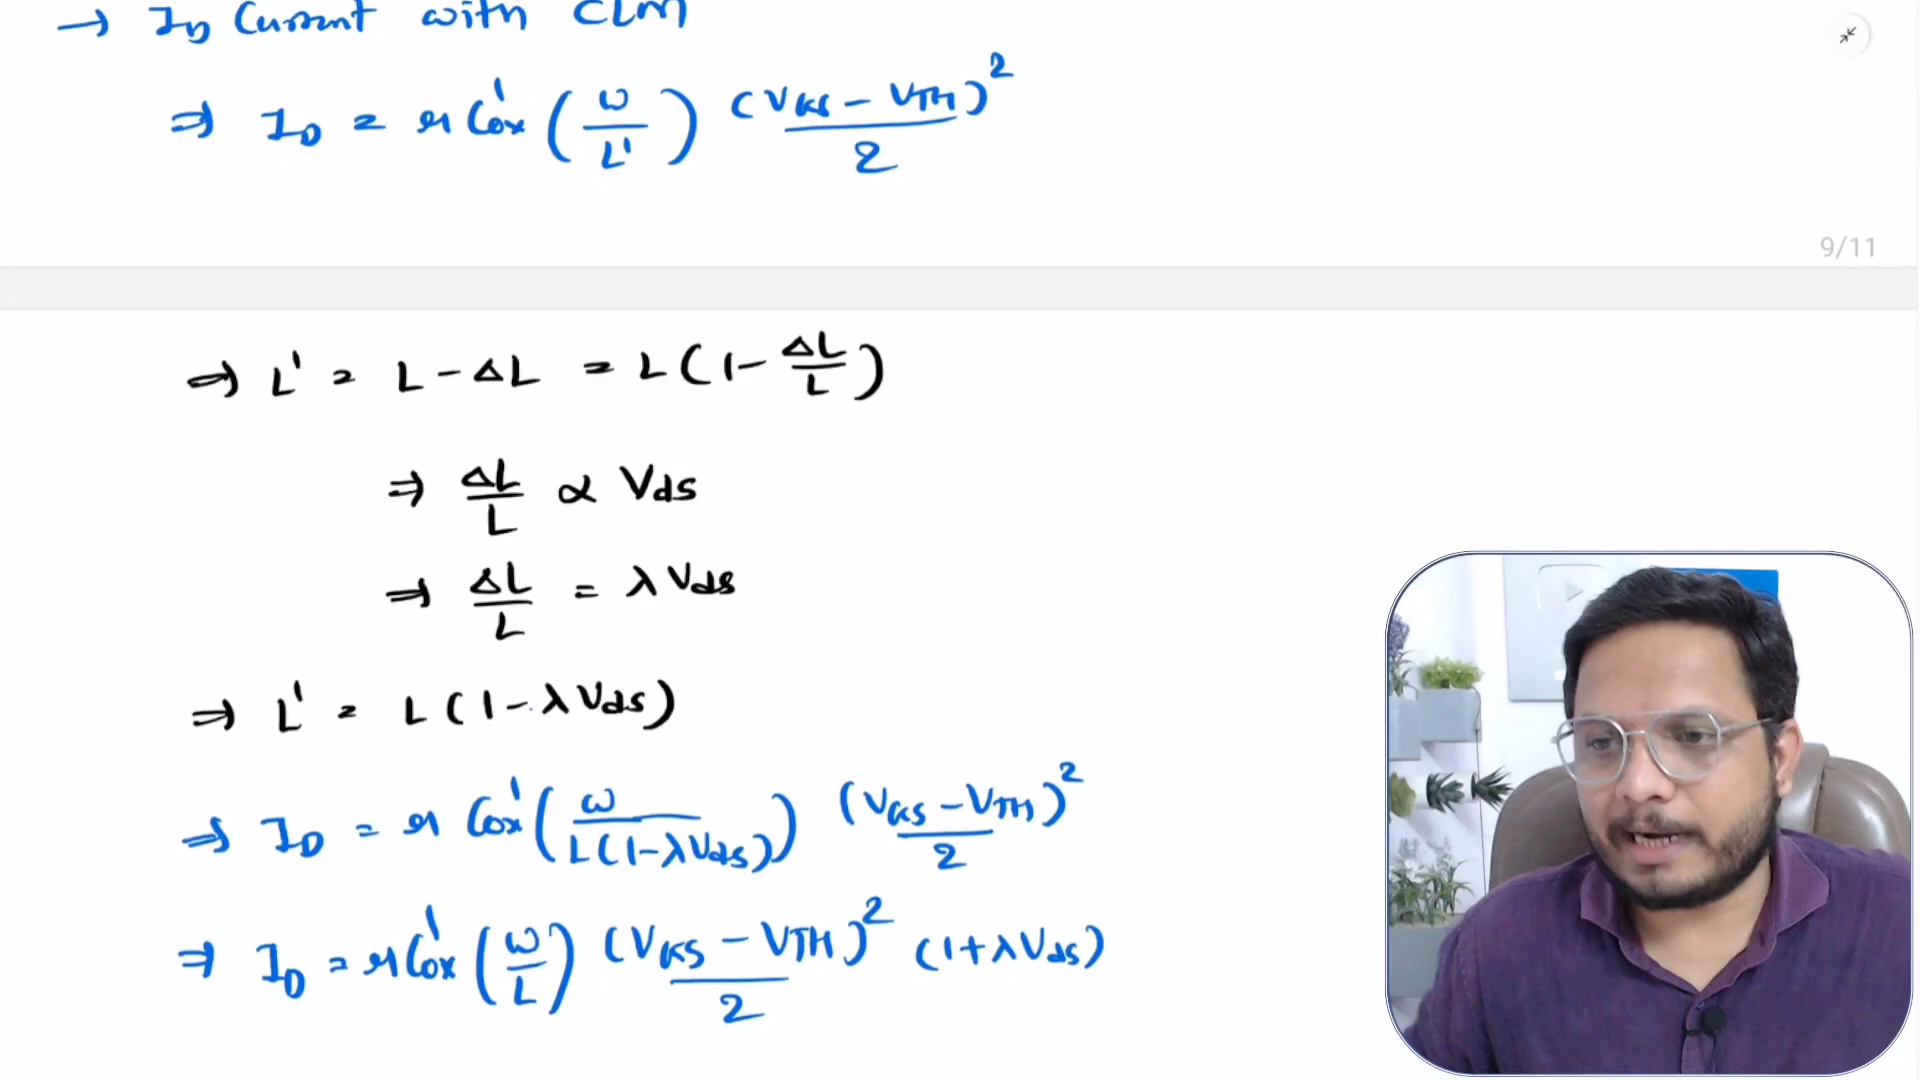 → ID Current with CLM
⇒ ID = μ C'ox (W/L') (VGS - VTH)²/2
9/11
⇒ L' = L - ΔL = L(1 - ΔL/L)
⇒ ΔL/L ∝ Vds
⇒ ΔL/L = λVds
⇒ L' = L(1 - λVds)
⇒ ID = μ C'ox (W/L(1-λVds)) (VGS - VTH)²/2
⇒ ID = μ C'ox (W/L) (VGS - VTH)²/2 (1+λVds)